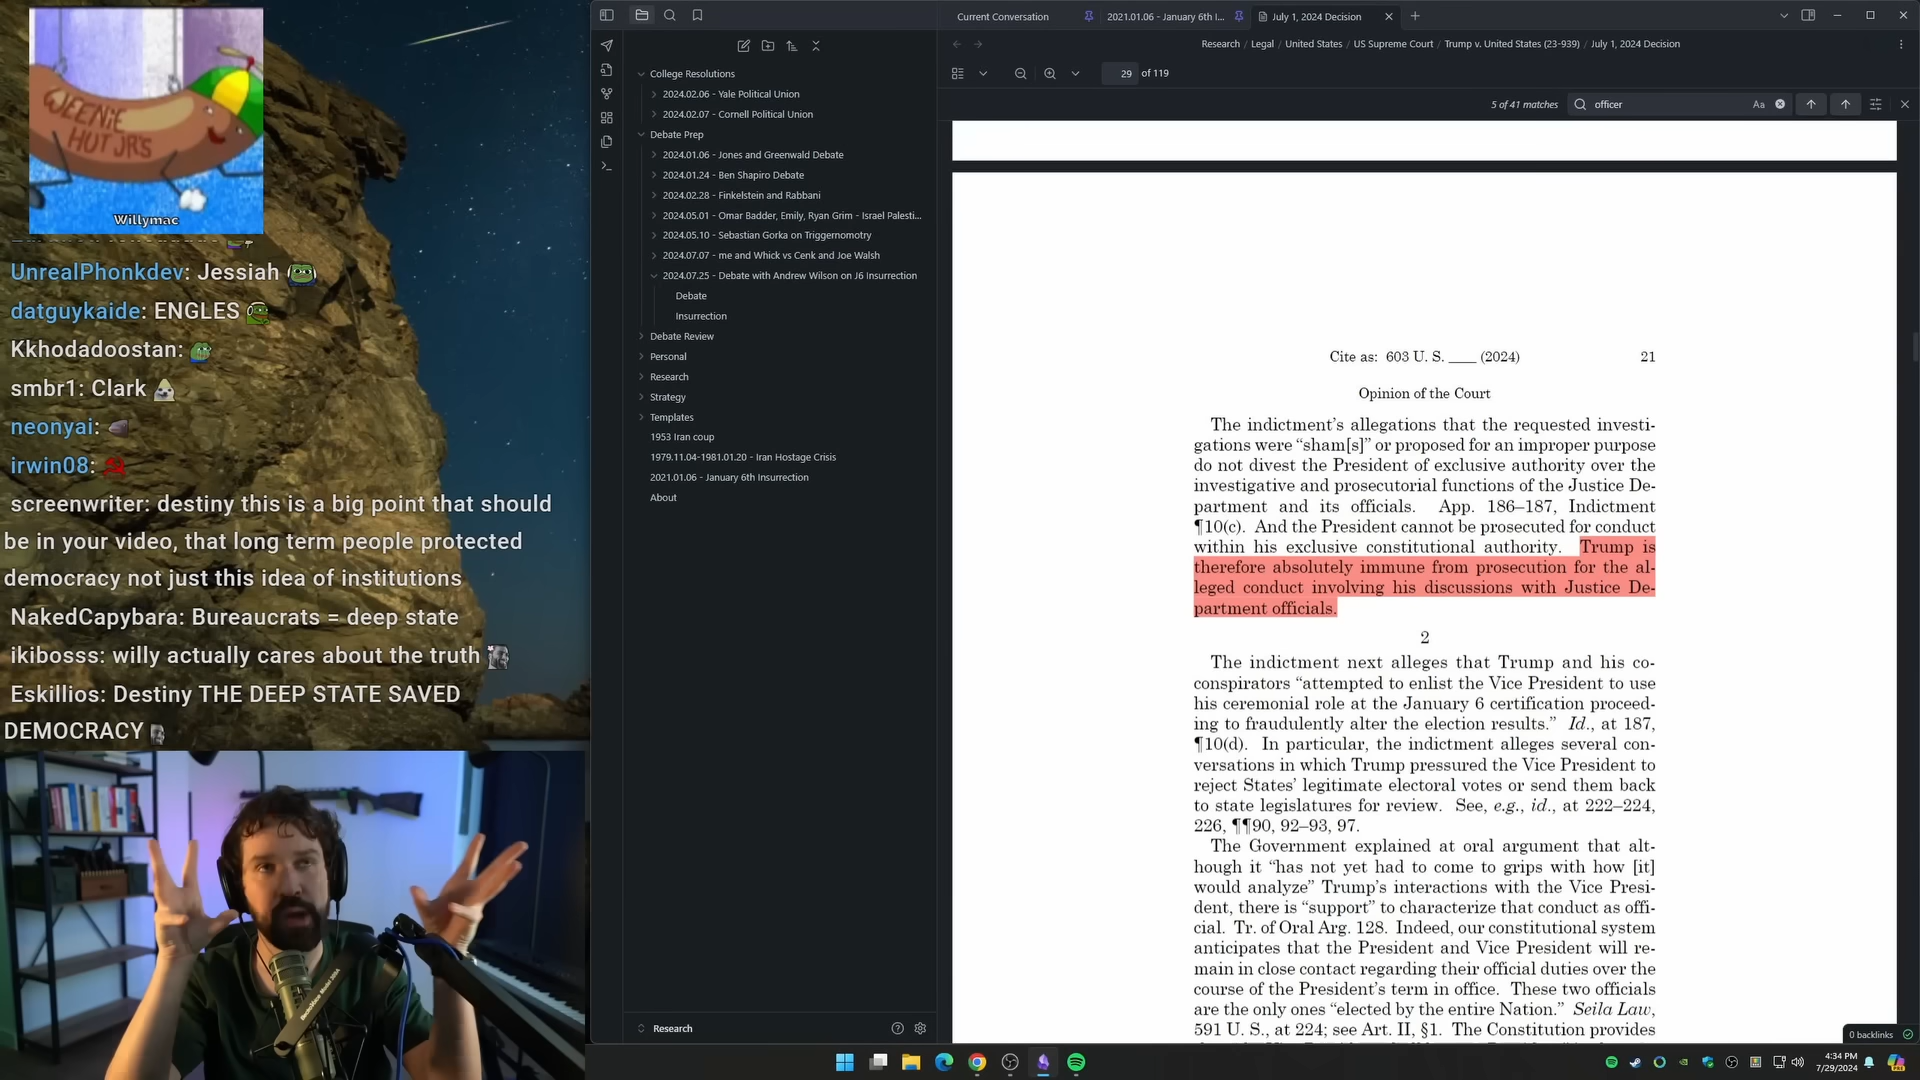 WEENIE
HUT JR'S
Willymac
UnrealPhonkdev: Jessiah
datguykaide: ENGLES
Kkhodadoostan:
smbr1: Clark
neonyai:
irwin08:
screenwriter: destiny this is a big point that should
be in your video, that long term people protected
democracy not just this idea of institutions
NakedCapybara: Bureaucrats = deep state
ikibosss: willy actually cares about the truth
Eskillios: Destiny THE DEEP STATE SAVED
DEMOCRACY
College Resolutions
2024.02.06 - Yale Political Union
2024.02.07 - Cornell Political Union
Debate Prep
2024.01.06 - Jones and Greenwald Debate
2024.01.24 - Ben Shapiro Debate
2024.02.28 - Finkelstein and Rabbani
2024.05.01 - Omar Badder, Emily, Ryan Grim - Israel Palesti...
2024.05.10 - Sebastian Gorka on Triggernomotry
2024.07.07 - me and Whick vs Cenk and Joe Walsh
2024.07.25 - Debate with Andrew Wilson on J6 Insurrection
Debate
Insurrection
Debate Review
Personal
Research
Strategy
Templates
1953 Iran coup
1979.11.04-1981.01.20 - Iran Hostage Crisis
2021.01.06 - January 6th Insurrection
About
Research
Current Conversation
2021.01.06 - January 6th I...
July 1, 2024 Decision
Research / Legal / United States / US Supreme Court / Trump v. United States (23-939) / July 1, 2024 Decision
29 of 119
5 of 41 matches
officer
Aa
Cite as: 603 U. S. ____ (2024) 21
Opinion of the Court
The indictment's allegations that the requested investi-
gations were “sham[s]” or proposed for an improper purpose
do not divest the President of exclusive authority over the
investigative and prosecutorial functions of the Justice De-
partment and its officials. App. 186–187, Indictment
¶10(c). And the President cannot be prosecuted for conduct
within his exclusive constitutional authority. Trump is
therefore absolutely immune from prosecution for the al-
leged conduct involving his discussions with Justice De-
partment officials.
2
The indictment next alleges that Trump and his co-
conspirators “attempted to enlist the Vice President to use
his ceremonial role at the January 6 certification proceed-
ing to fraudulently alter the election results.” Id., at 187,
¶10(d). In particular, the indictment alleges several con-
versations in which Trump pressured the Vice President to
reject States' legitimate electoral votes or send them back
to state legislatures for review. See, e.g., id., at 222–224,
226, ¶¶90, 92–93, 97.
The Government explained at oral argument that alt-
hough it “has not yet had to come to grips with how [it]
would analyze” Trump's interactions with the Vice Presi-
dent, there is “support” to characterize that conduct as offi-
cial. Tr. of Oral Arg. 128. Indeed, our constitutional system
anticipates that the President and Vice President will re-
main in close contact regarding their official duties over the
course of the President's term in office. These two officials
are the only ones “elected by the entire Nation.” Seila Law,
591 U. S., at 224; see Art. II, §1. The Constitution provides
0 backlinks
4:34 PM
7/29/2024